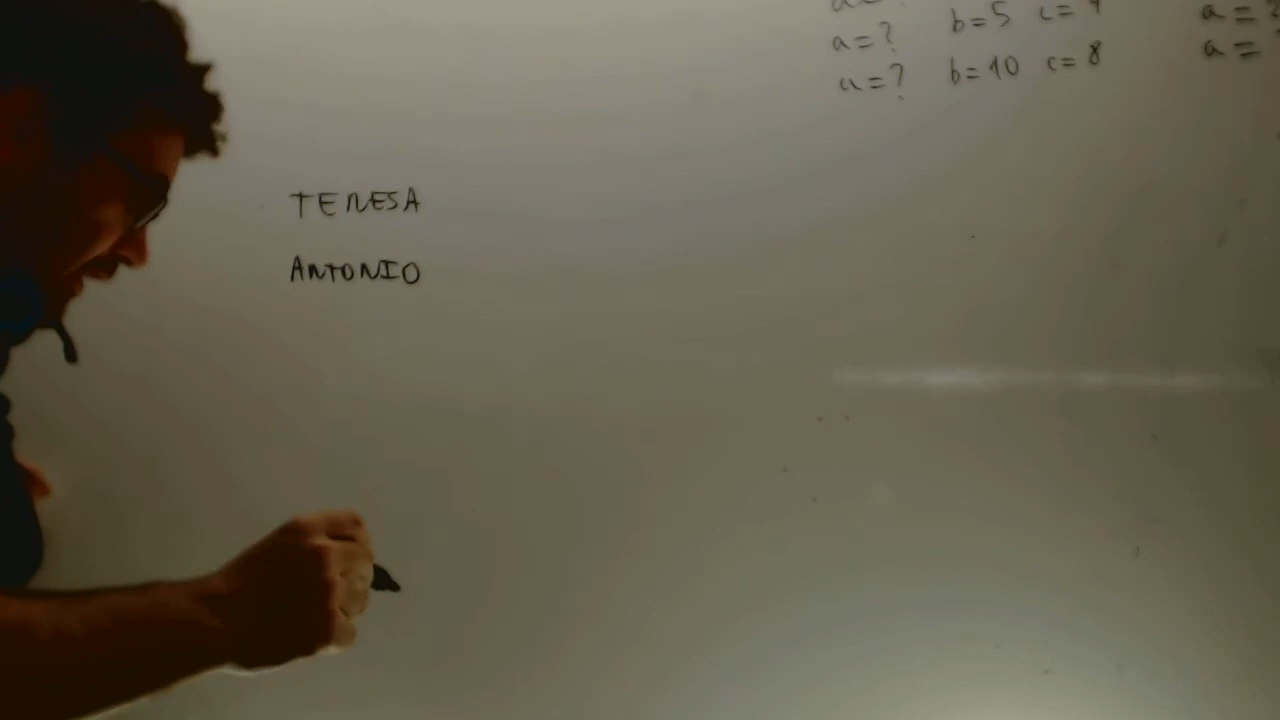 a=? b=5 c=4 a=
a=? b=10 c=8 a=
TERESA
ANTONIO